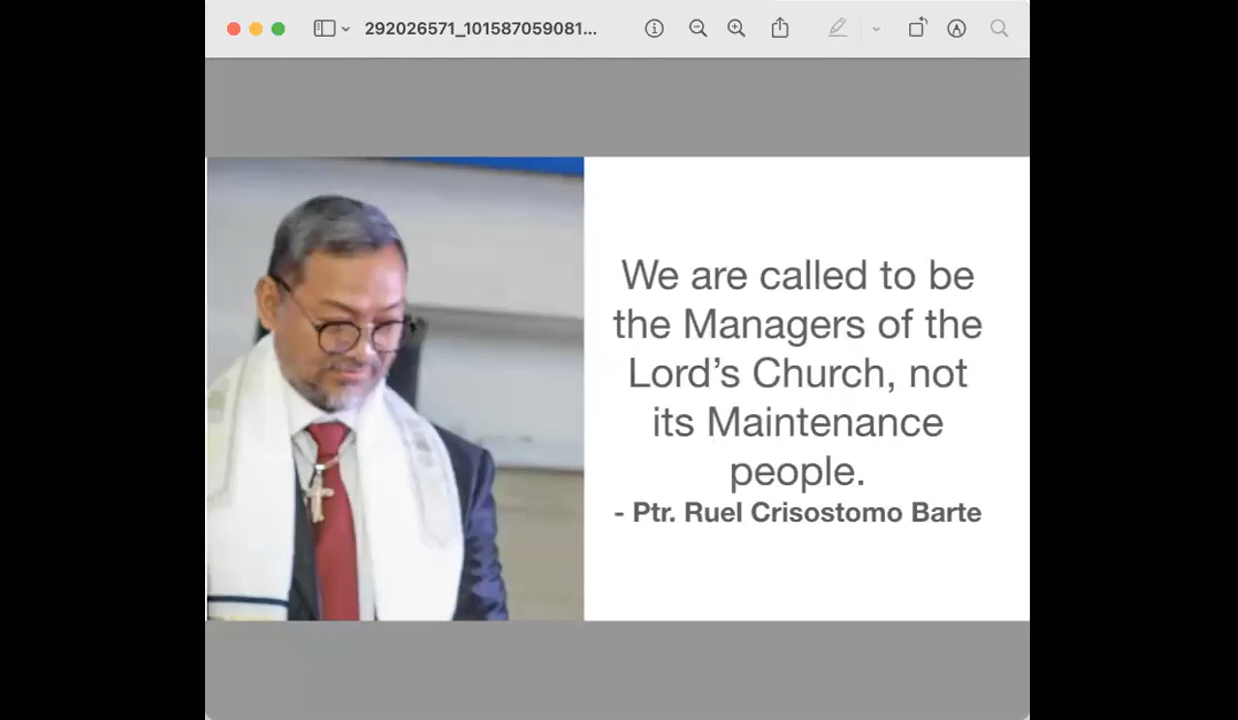 292026571_101587059081...
We are called to be
the Managers of the
Lord’s Church, not
its Maintenance
people.
- Ptr. Ruel Crisostomo Barte